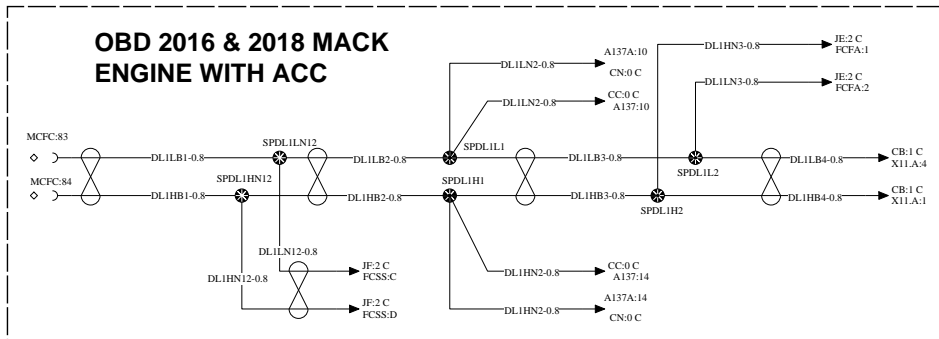 OBD 2016 & 2018 MACK
ENGINE WITH ACC
DL1HN3-0.8
JE:2 C
FCFA:1
A137A:10
CN:0 C
DL1LN2-0.8
DL1LN3-0.8
JE:2 C
FCFA:2
DL1LN2-0.8
CC:0 C
A137:10
MCFC:83
SPDL1LN12
SPDL1L1
DL1LB1-0.8
DL1LB2-0.8
DL1LB3-0.8
DL1LB4-0.8
CB:1 C
X11.A:4
SPDL1L2
MCFC:84
SPDL1HN12
SPDL1H1
DL1HB1-0.8
DL1HB2-0.8
DL1HB3-0.8
DL1HB4-0.8
CB:1 C
X11.A:1
SPDL1H2
DL1LN12-0.8
DL1HN12-0.8
JF:2 C
FCSS:C
DL1HN2-0.8
CC:0 C
A137:14
JF:2 C
FCSS:D
DL1HN2-0.8
A137A:14
CN:0 C